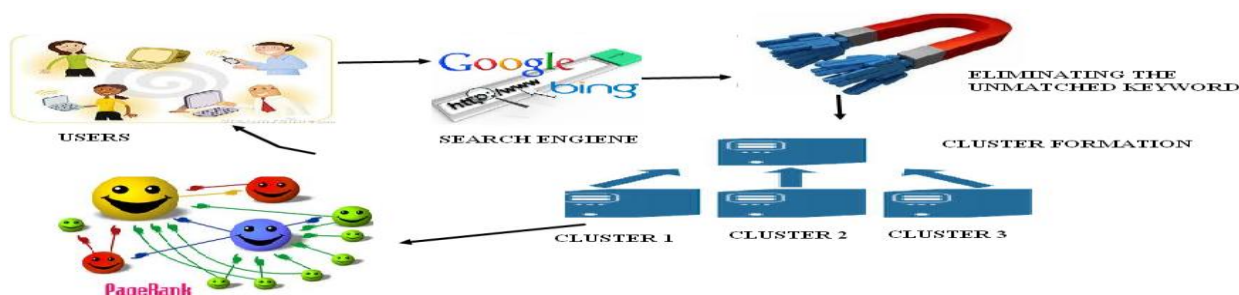 USERS
Google
http:/www
bing
SEARCH ENGIENE
ELIMINATING THE
UNMATCHED KEYWORD
CLUSTER FORMATION
CLUSTER 1
CLUSTER 2
CLUSTER 3
PageRank